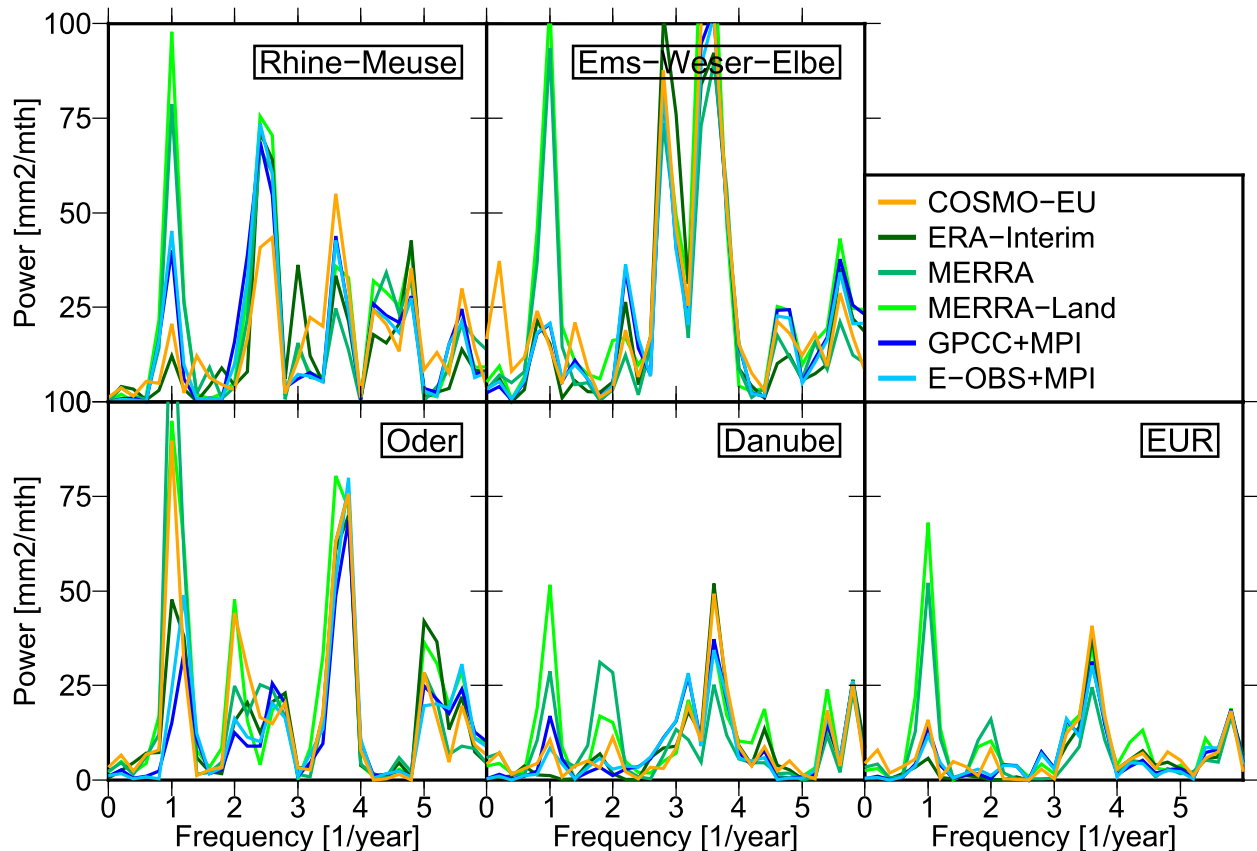 100
75
50
25
Power [mm2/mth]
Rhine−Meuse
Ems−Weser−Elbe
COSMO−EU
ERA−Interim
MERRA
MERRA−Land
GPCC+MPI
E−OBS+MPI
100
75
50
25
0
Power [mm2/mth]
Oder
Danube
EUR
0 1 2 3 4 5 0 1 2 3 4 5 0 1 2 3 4 5
Frequency [1/year] Frequency [1/year] Frequency [1/year]